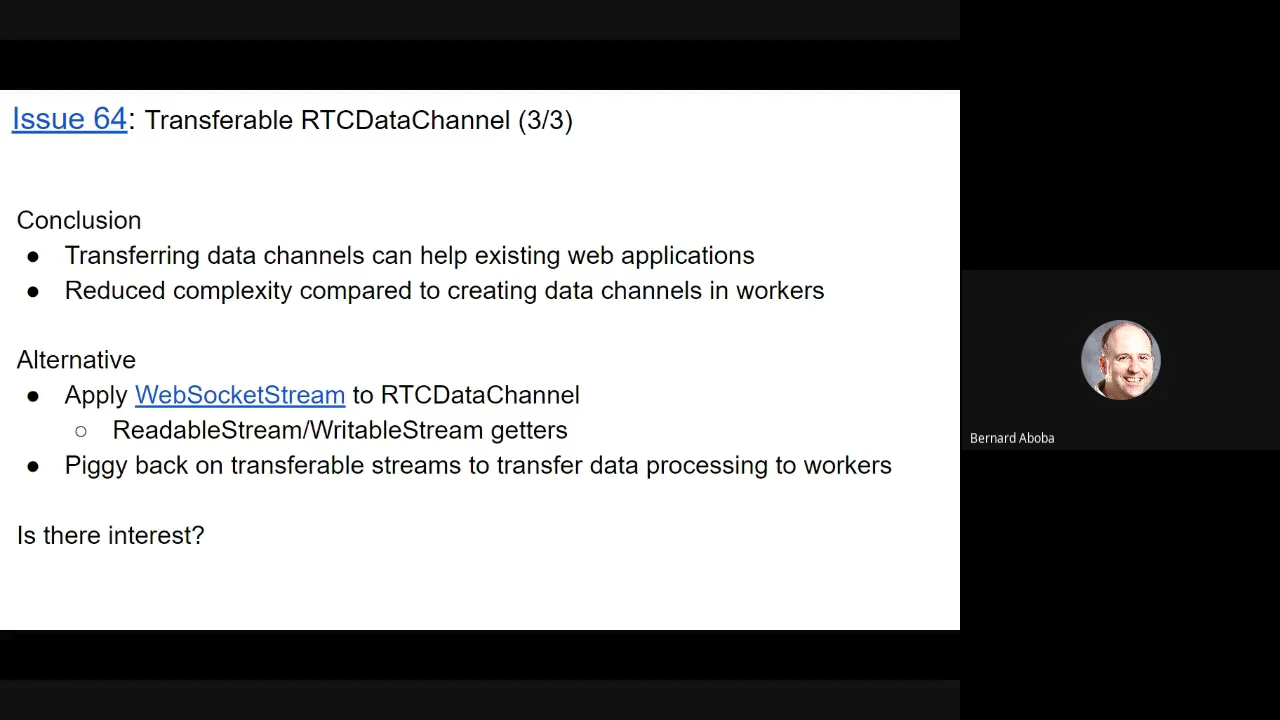 Issue 64: Transferable RTCDataChannel (3/3)
Conclusion
● Transferring data channels can help existing web applications
● Reduced complexity compared to creating data channels in workers
Alternative
● Apply WebSocketStream to RTCDataChannel
○ ReadableStream/WritableStream getters
● Piggy back on transferable streams to transfer data processing to workers
Is there interest?
Bernard Aboba